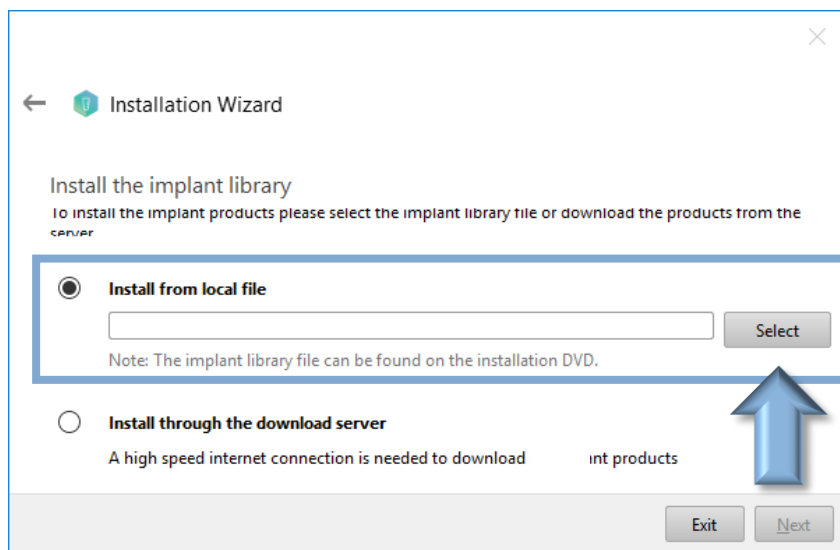 Installation Wizard
Install the implant library
To install the implant products please select the implant library file or download the products from the
server
Install from local file
Select
Note: The implant library file can be found on the installation DVD.
Install through the download server
A high speed internet connection is needed to download nt products
Exit
Next